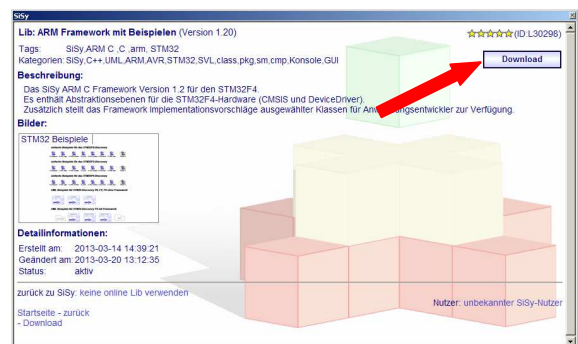 SiSy
Lib: ARM Framework mit Beispielen (Version 1.20)
(ID:L30298)
Tags: SiSy,ARM C ,C ,arm, STM32
Download
Kategorien: SiSy,C++,UML,ARM,AVR,STM32,SVL,class,pkg,sm,cmp,Konsole,GUI
Beschreibung:
Das SiSy ARM C Framework Version 1.2 für den STM32F4.
Es enthält Abstraktionsebenen für die STM32F4-Hardware (CMSIS und DeviceDriver).
Zusätzlich stellt das Framework Implementationsvorschläge ausgewählter Klassen für Anwendungsentwickler zur Verfügung.
Bilder:
STM32 Beispiele
Detailinformationen:
Erstellt am: 2013-03-14 14:39:21
Geändert am: 2013-03-20 13:12:35
Status: aktiv
zurück zu SiSy: keine online Lib verwenden
Nutzer: unbekannter SiSy-Nutzer
Startseite - zurück
- Download